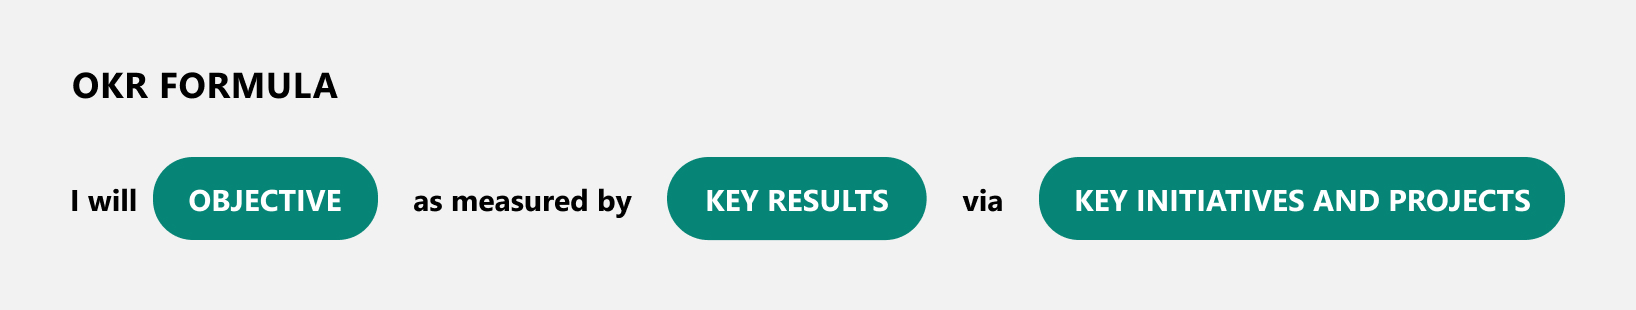 OKR FORMULA
I will OBJECTIVE as measured by KEY RESULTS via KEY INITIATIVES AND PROJECTS